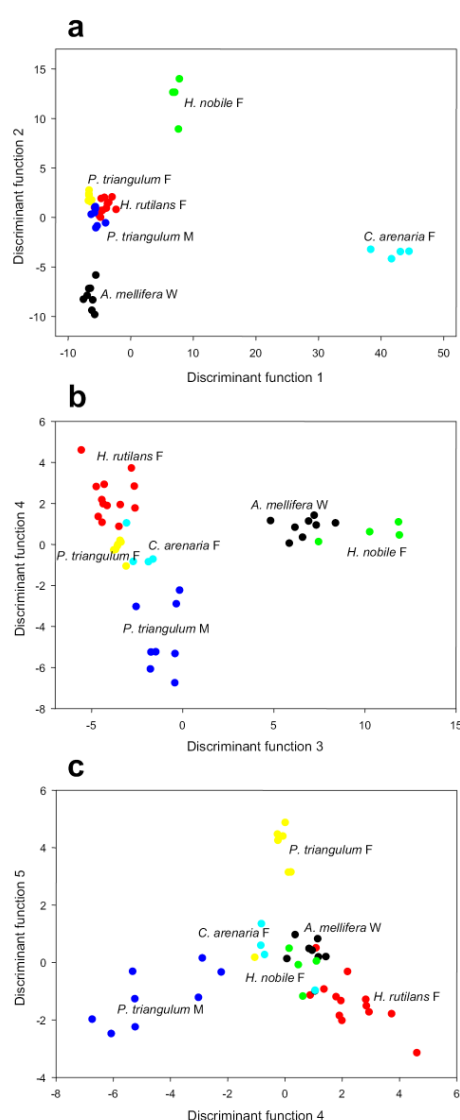 a
15
10
5
0
-5
-10
Discriminant function 2
H. nobile F
P. triangulum F
H. rutilans F
P. triangulum M
C. arenaria F
A. mellifera W
-10 0 10 20 30 40 50
Discriminant function 1
b
6
4
2
0
-2
-4
-6
-8
Discriminant function 4
H. rutilans F
A. mellifera W
C. arenaria F
H. nobile F
P. triangulum F
P. triangulum M
-5 0 5 10 15
Discriminant function 3
c
6
4
2
0
-2
-4
Discriminant function 5
P. triangulum F
C. arenaria F
A. mellifera W
H. nobile F
H. rutilans F
P. triangulum M
-8 -6 -4 -2 0 2 4 6
Discriminant function 4